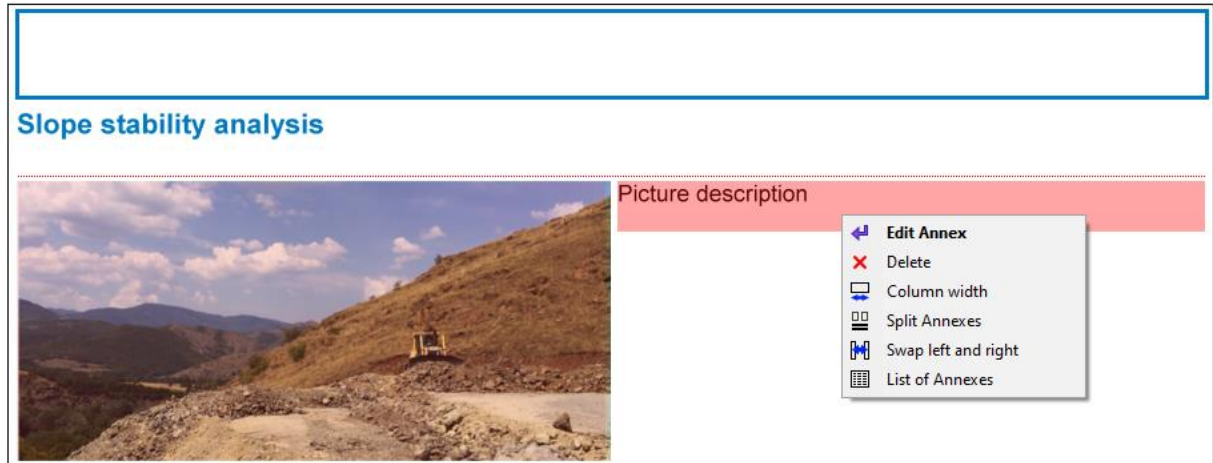 Slope stability analysis
Picture description
Edit Annex
Delete
Column width
Split Annexes
Swap left and right
List of Annexes